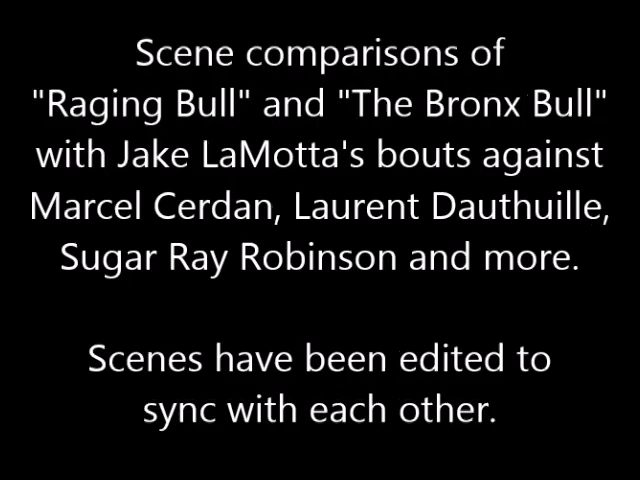 Scene comparisons of
"Raging Bull" and "The Bronx Bull"
with Jake LaMotta's bouts against
Marcel Cerdan, Laurent Dauthuille,
Sugar Ray Robinson and more.
Scenes have been edited to
sync with each other.